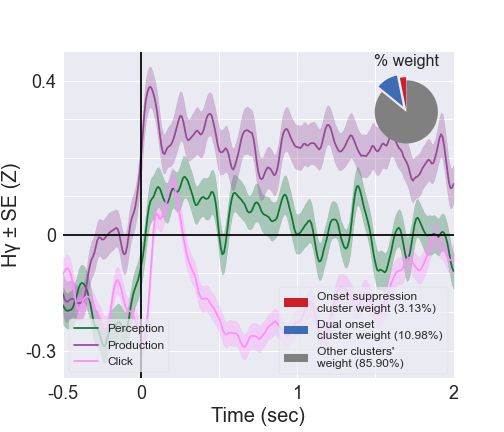 % weight
0.4
0
-0.3
Hγ ± SE (Z)
Perception
Production
Click
Onset suppression
cluster weight (3.13%)
Dual onset
cluster weight (10.98%)
Other clusters'
weight (85.90%)
-0.5
0
1
2
Time (sec)